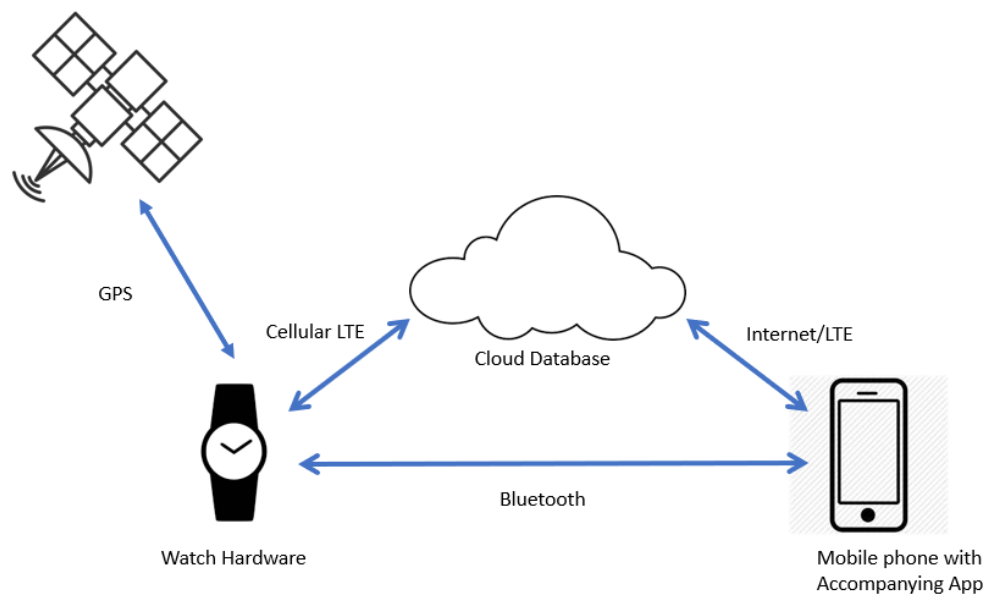 GPS
Cellular LTE
Internet/LTE
Cloud Database
Bluetooth
Watch Hardware
Mobile phone with
Accompanying App